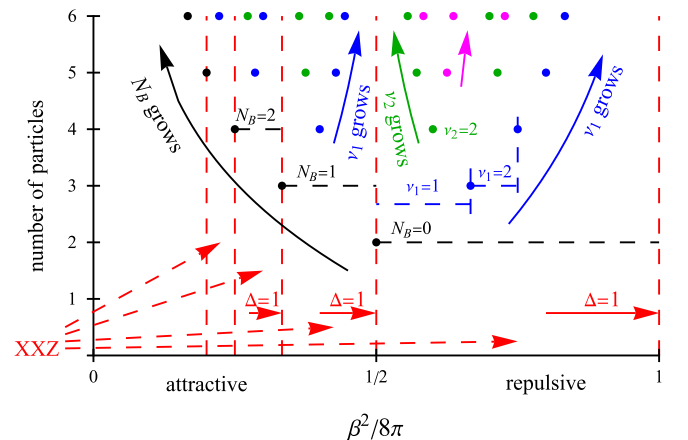 6
5
4
3
2
1
number of particles
N_B grows
N_B=2
ν_1 grows
ν_2 grows
ν_2=2
ν_1 grows
N_B=1
ν_1=1
ν_1=2
N_B=0
Δ=1
Δ=1
Δ=1
XXZ
0
attractive
1/2
repulsive
1
β²/8π